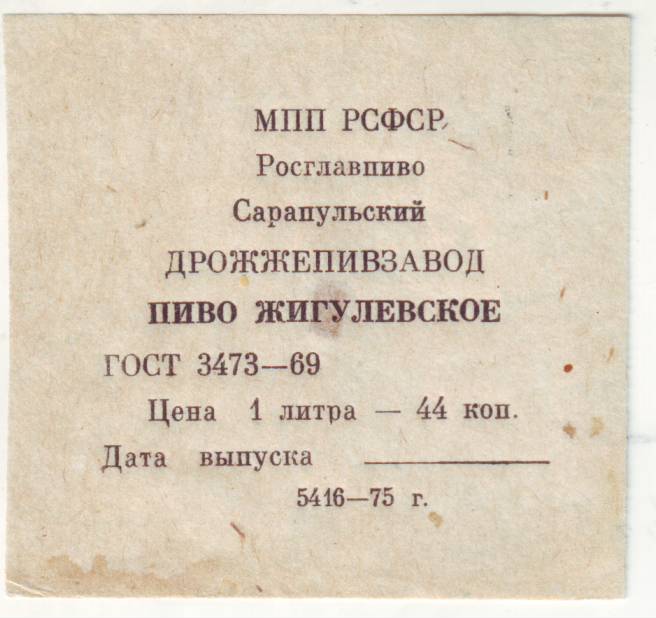 МПП РСФСР
Росглавпиво
Сарапульский
ДРОЖЖЕПИВЗАВОД
ПИВО ЖИГУЛЕВСКОЕ
ГОСТ 3473—69
Цена 1 литра — 44 коп.
Дата выпуска
5416—75 г.